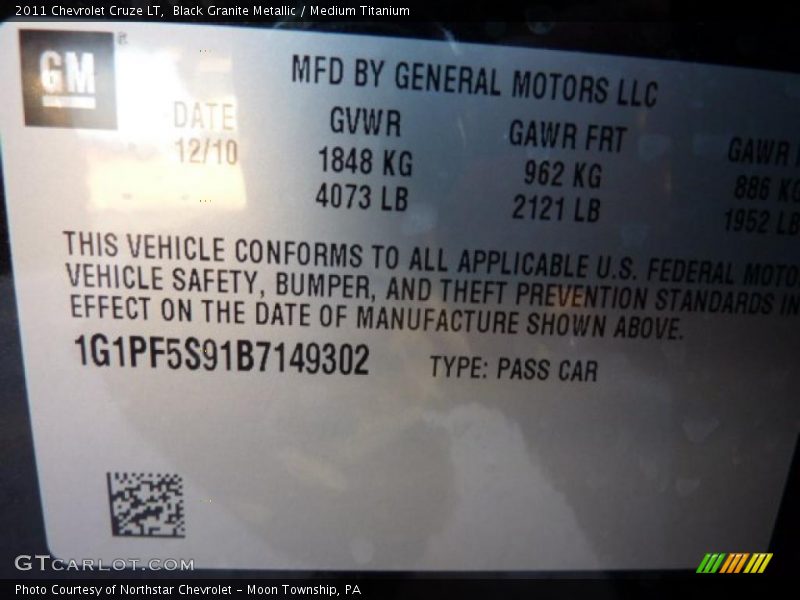 2011 Chevrolet Cruze LT, Black Granite Metallic / Medium Titanium
GM
MFD BY GENERAL MOTORS LLC
DATE GVWR GAWR FRT GAWR
12/10 1848 KG 962 KG 886 KG
4073 LB 2121 LB 1952 LB
THIS VEHICLE CONFORMS TO ALL APPLICABLE U.S. FEDERAL MOTO
VEHICLE SAFETY, BUMPER, AND THEFT PREVENTION STANDARDS IN
EFFECT ON THE DATE OF MANUFACTURE SHOWN ABOVE.
1G1PF5S91B7149302 TYPE: PASS CAR
GTCARLOT.COM
Photo Courtesy of Northstar Chevrolet - Moon Township, PA